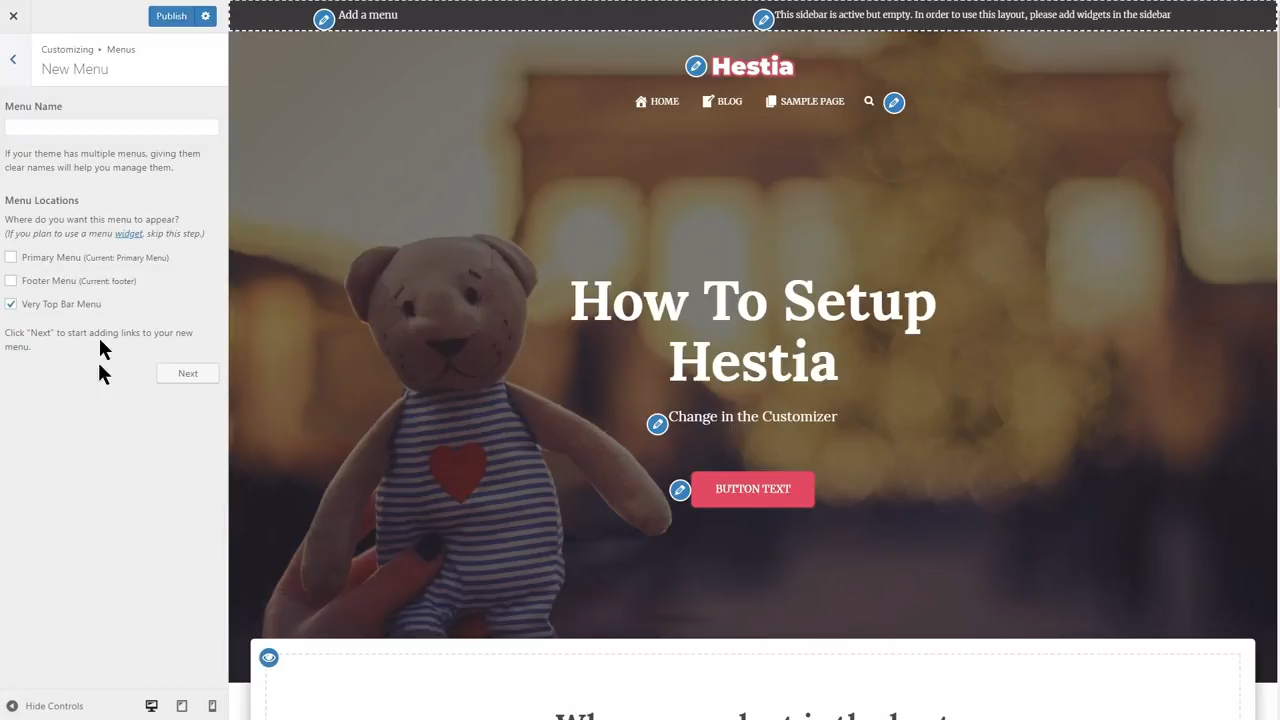 Publish
Customizing • Menus
New Menu
Menu Name
If your theme has multiple menus, giving them
clear names will help you manage them.
Menu Locations
Where do you want this menu to appear?
(If you plan to use a menu widget, skip this step.)
Primary Menu (Current: Primary Menu)
Footer Menu (Current: footer)
Very Top Bar Menu
Click "Next" to start adding links to your new
menu.
Next
Hide Controls
Add a menu
This sidebar is active but empty. In order to use this layout, please add widgets in the sidebar
Hestia
HOME
BLOG
SAMPLE PAGE
How To Setup
Hestia
Change in the Customizer
BUTTON TEXT